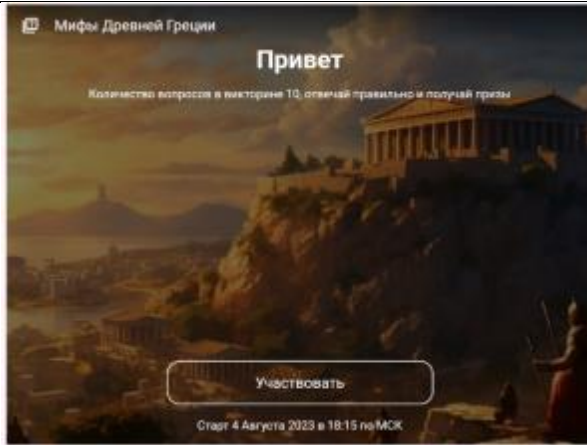 Мифы Древней Греции
Привет
Количество вопросов в викторине 10, отвечай правильно и получай призы
Участвовать
Старт 4 Августа 2023 в 18:15 по МСК